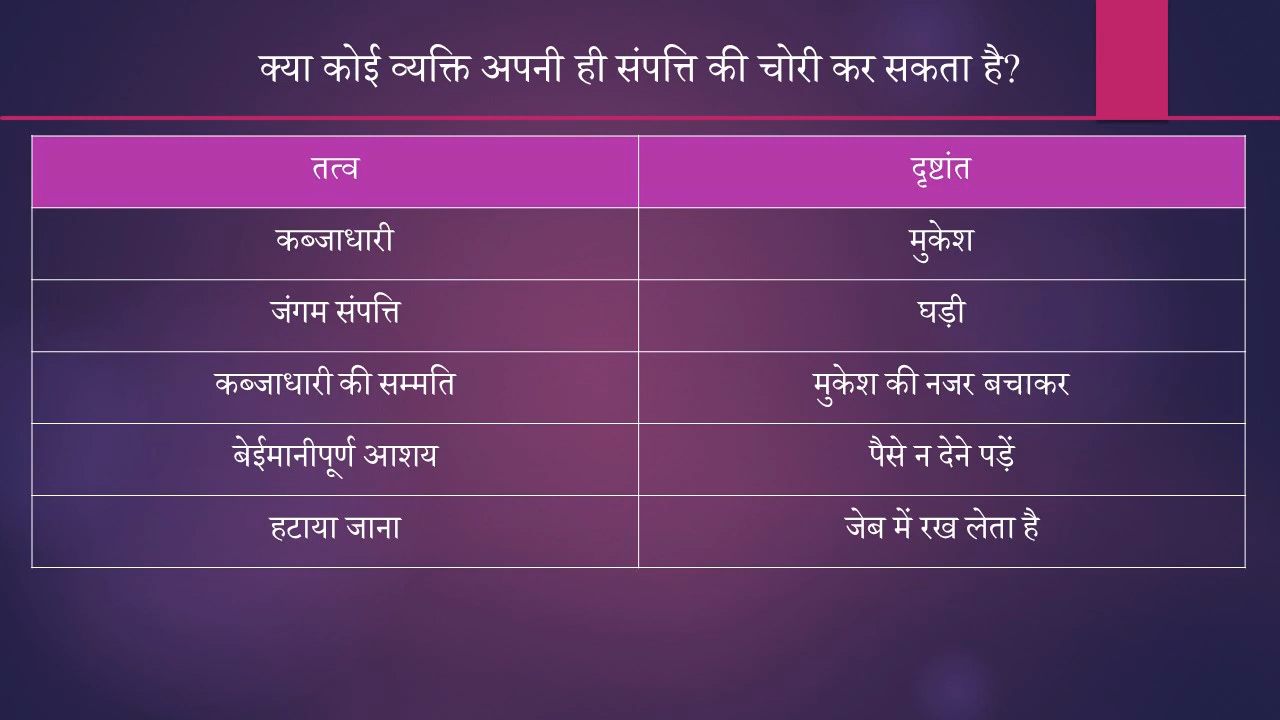 क्या कोई व्यक्ति अपनी ही संपत्ति की चोरी कर सकता है?
तत्व दृष्टांत
कब्जाधारी मुकेश
जंगम संपत्ति घड़ी
कब्जाधारी की सम्मति मुकेश की नजर बचाकर
बेईमानीपूर्ण आशय पैसे न देने पड़ें
हटाया जाना जेब में रख लेता है